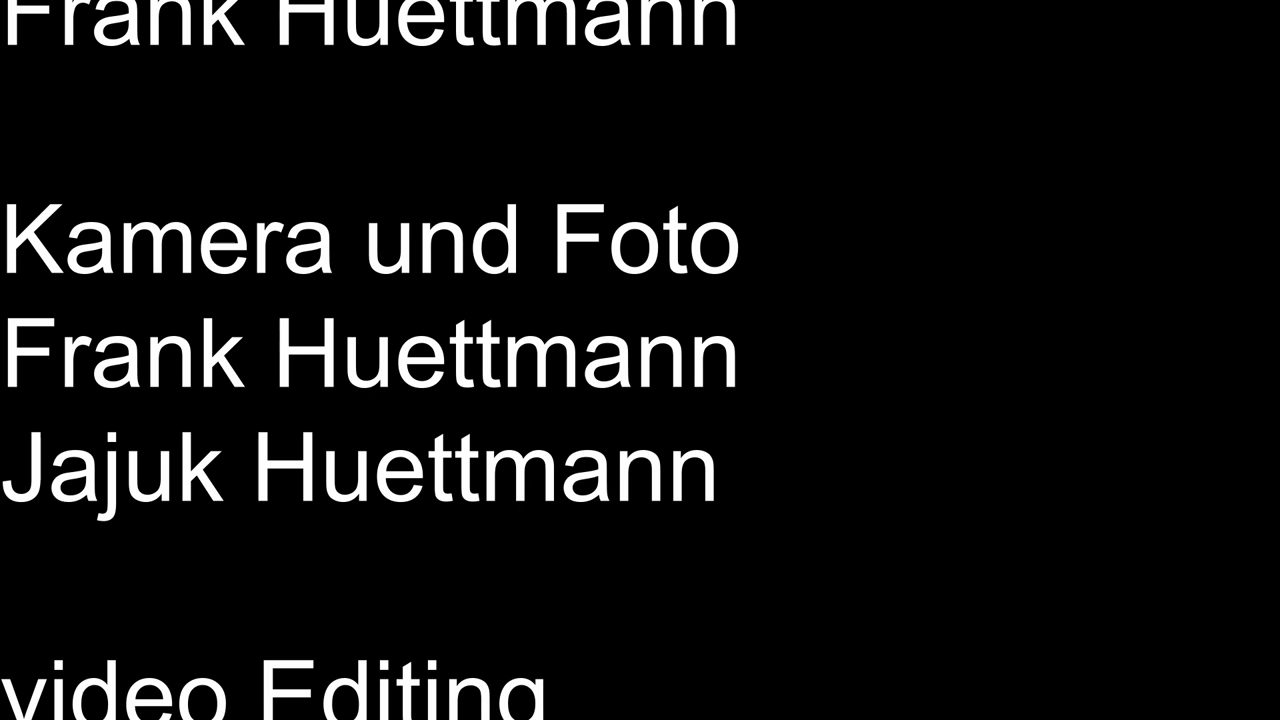 Frank Huettmann
Kamera und Foto
Frank Huettmann
Jajuk Huettmann
video Editing